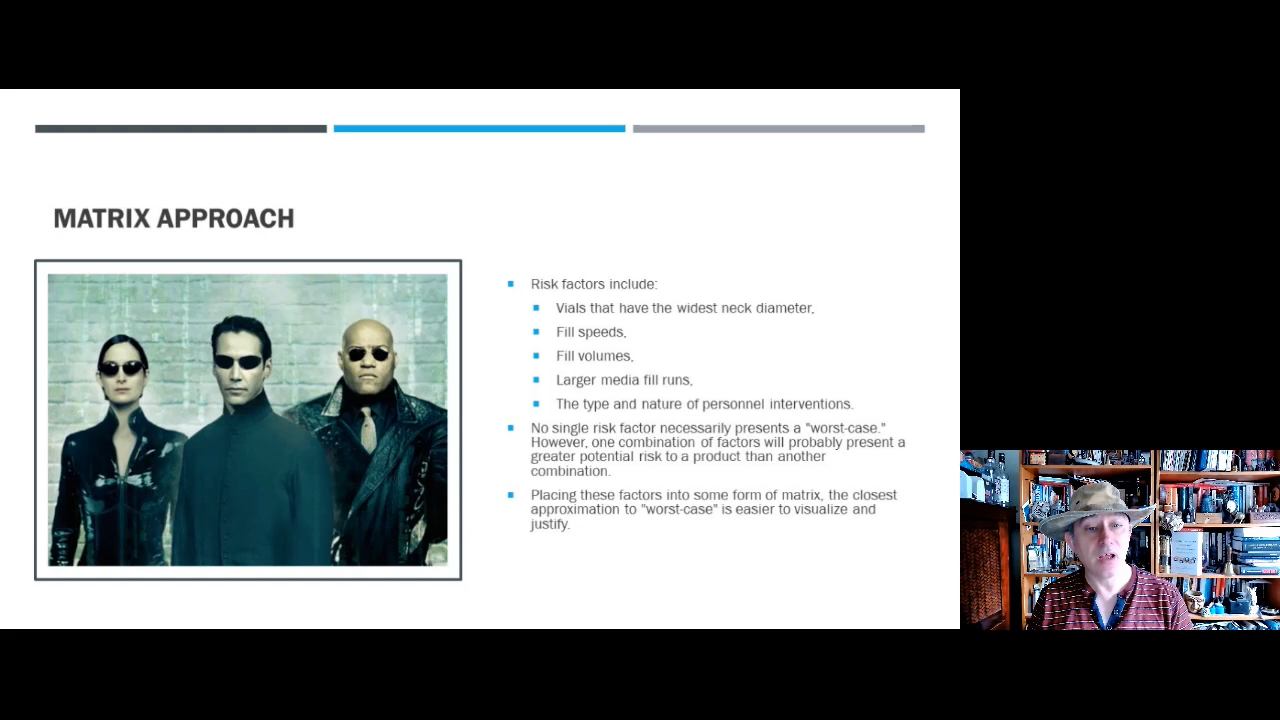 MATRIX APPROACH
Risk factors include:
Vials that have the widest neck diameter,
Fill speeds,
Fill volumes,
Larger media fill runs,
The type and nature of personnel interventions.
No single risk factor necessarily presents a "worst-case."
However, one combination of factors will probably present a
greater potential risk to a product than another
combination.
Placing these factors into some form of matrix, the closest
approximation to "worst-case" is easier to visualize and
justify.